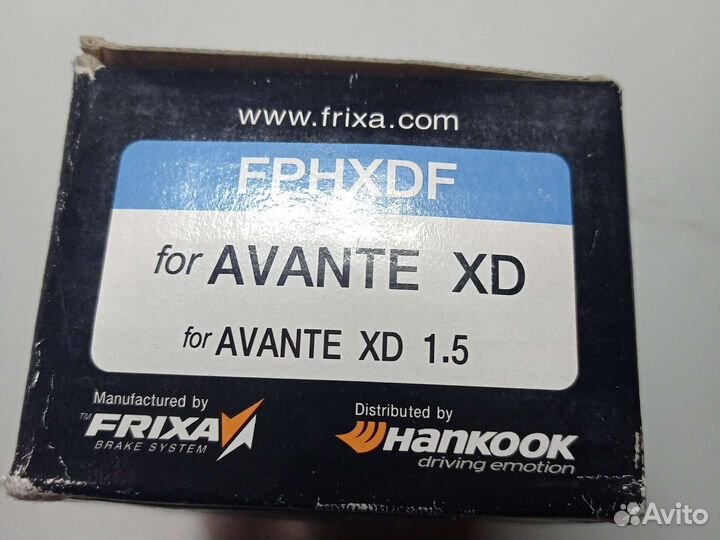 www.frixa.com
FPHXDF
for AVANTE XD
for AVANTE XD 1.5
Manufactured by
™FRIXA
BRAKE SYSTEM
Distributed by
HANKOOK
driving emotion
Avito